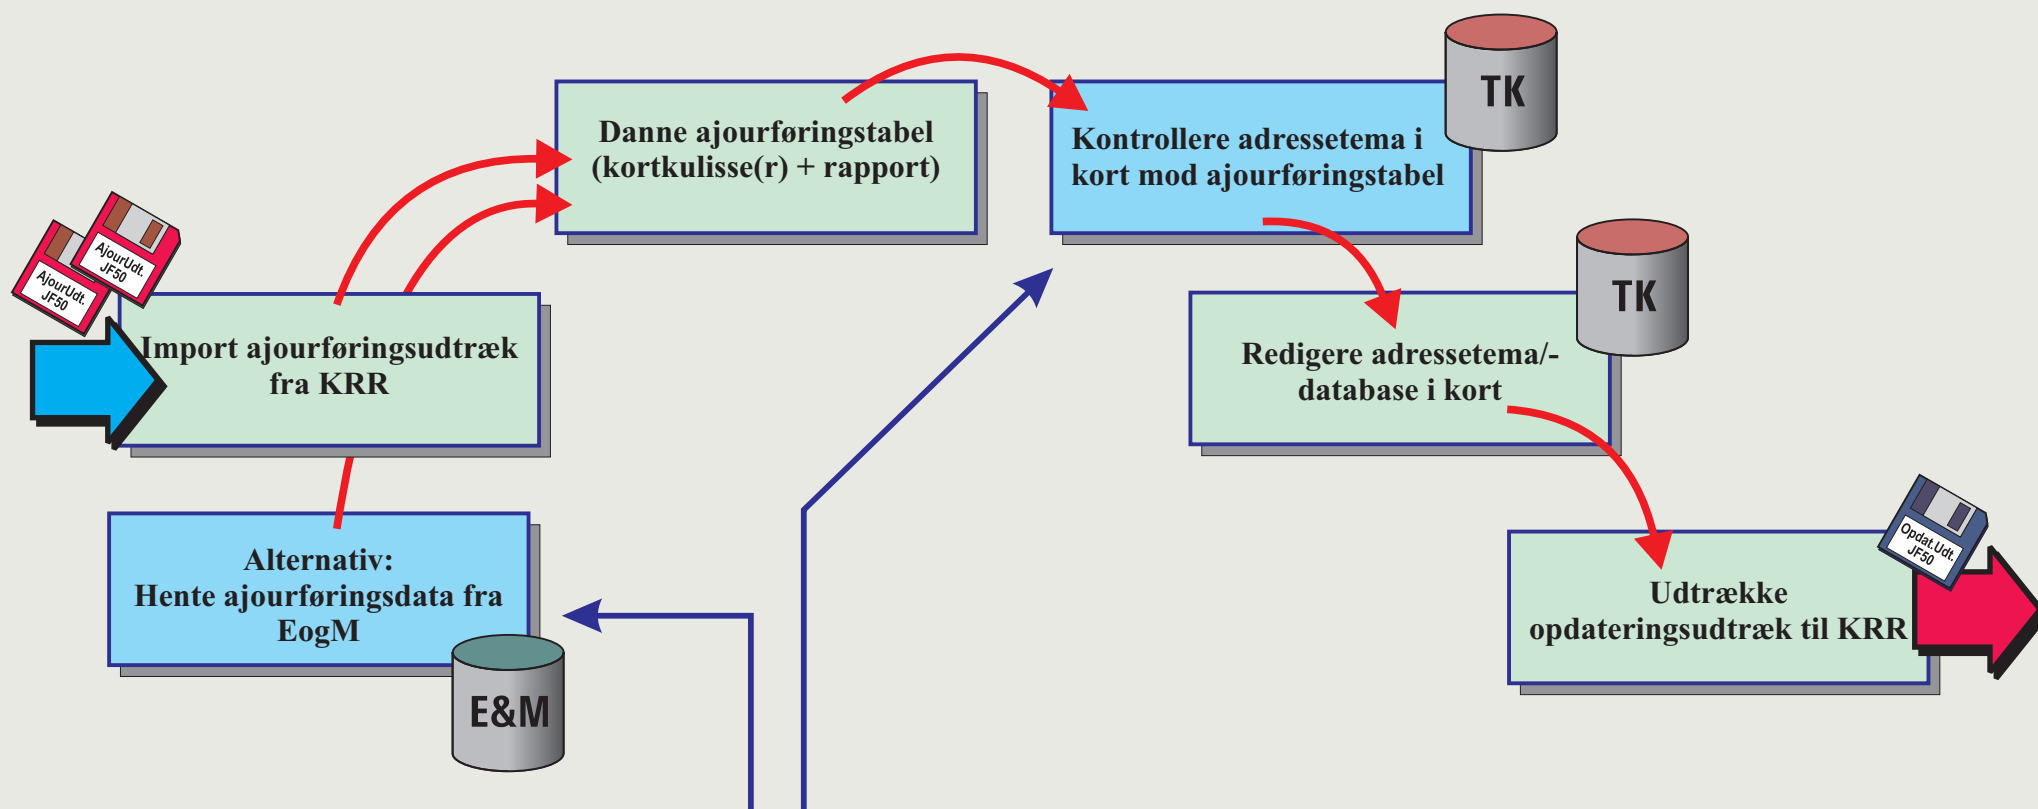 TK
Danne ajourføringstabel
(kortkulisse(r) + rapport)
Kontrollere adressetema i
kort mod ajourføringstabel
AjourUdt.
JF50
AjourUdt.
JF50
TK
Import ajourføringsudtræk
fra KRR
Redigere adressetema/-
database i kort
Alternativ:
Hente ajourføringsdata fra
EogM
E&M
Opdat.Udt.
JF50
Udtrække
opdateringsudtræk til KRR